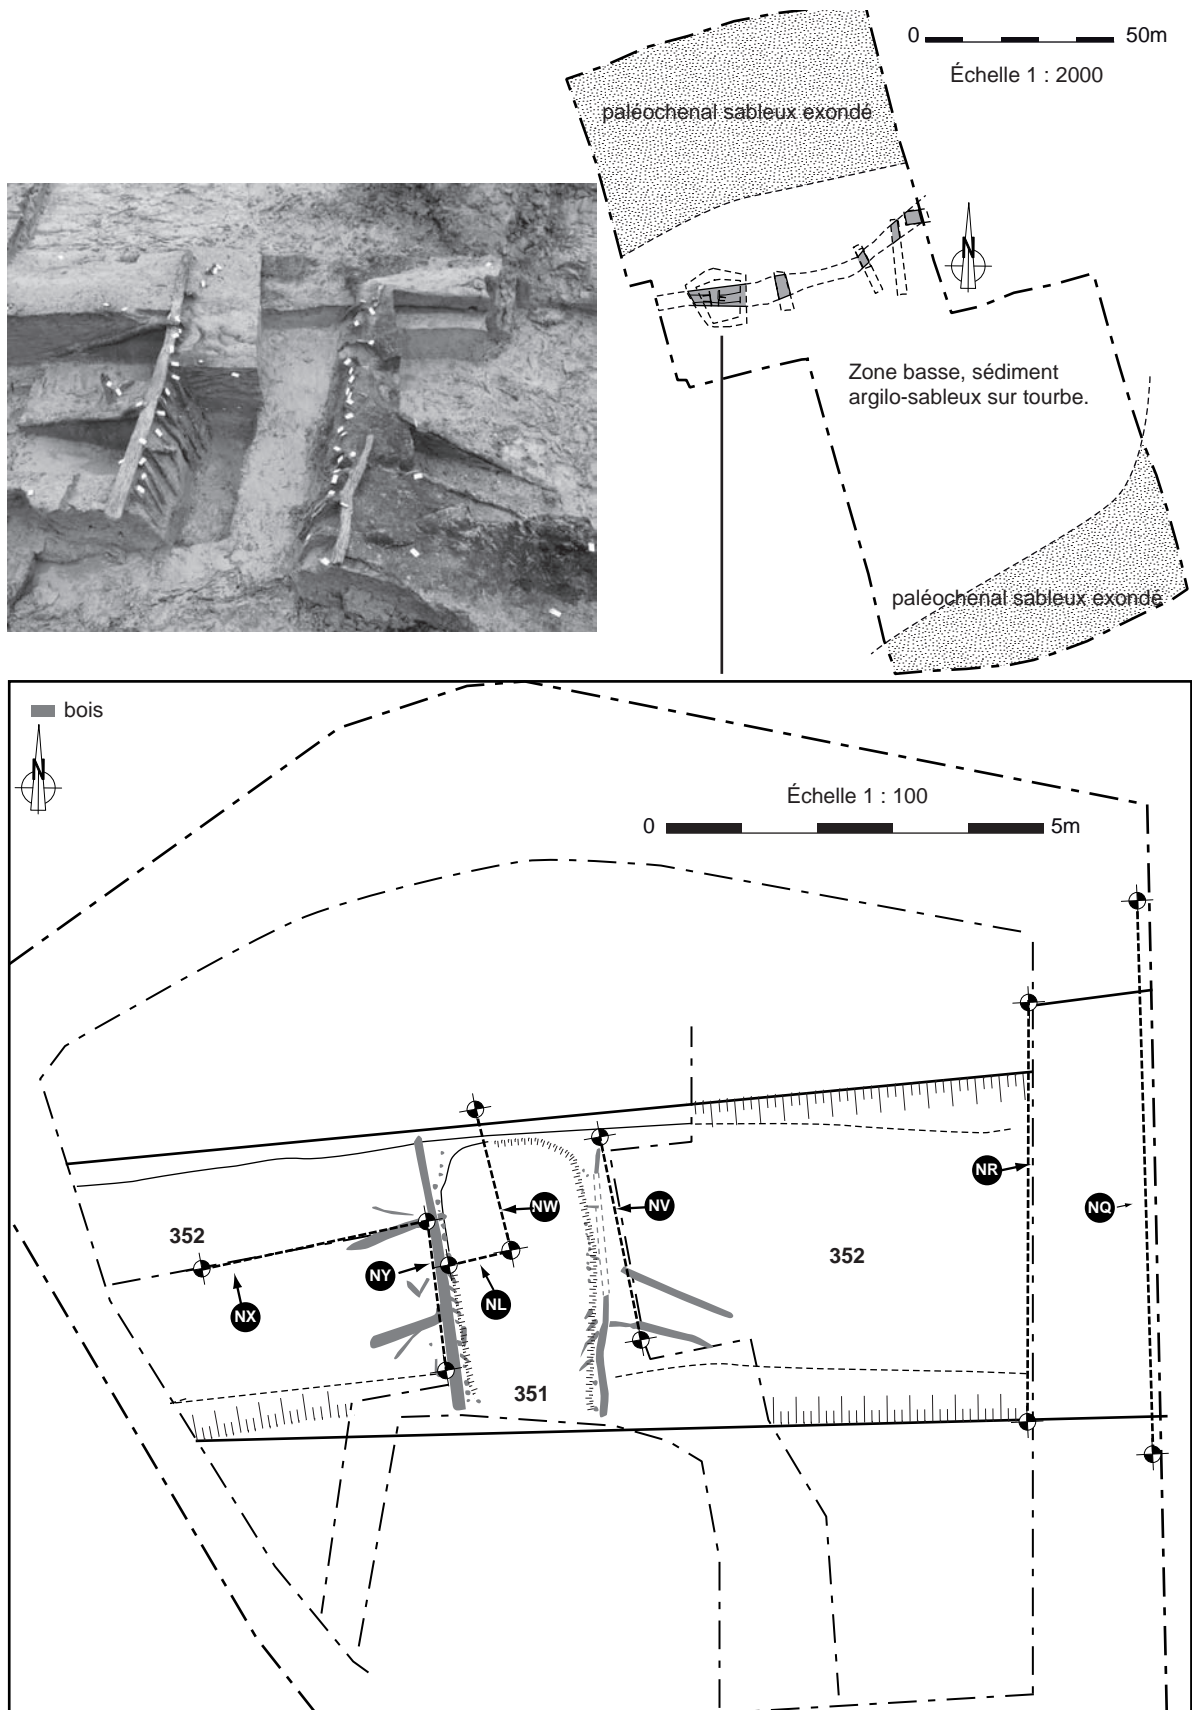 0 50m
Échelle 1 : 2000
paléochenal sableux exondé
N
Zone basse, sédiment
argilo-sableux sur tourbe.
paléochenal sableux exondé
bois
N
Échelle 1 : 100
0 5m
NR
NW
NV
NQ
352
352
NY
NL
NX
351